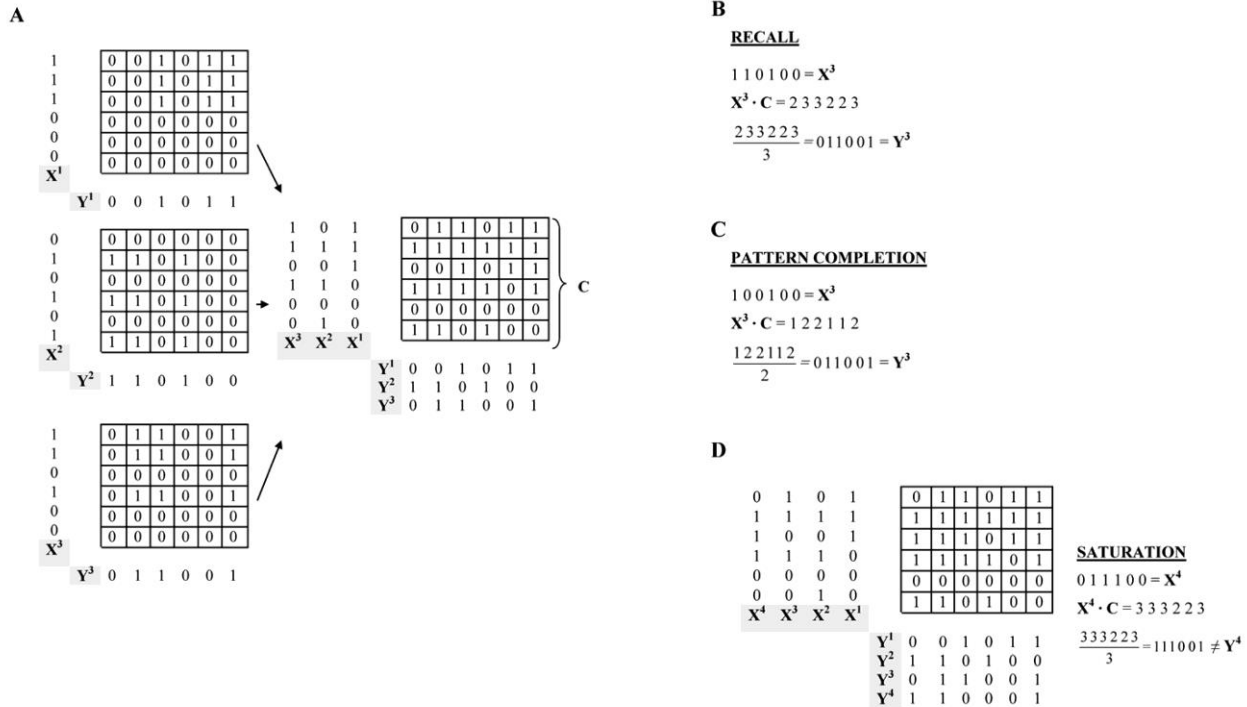 A
1 0 0 1 0 1 1
1 0 0 1 0 1 1
1 0 0 1 0 1 1
0 0 0 0 0 0 0
0 0 0 0 0 0 0
0 0 0 0 0 0 0
X¹
Y¹ 0 0 1 0 1 1
0 0 0 0 0 0 0
1 1 1 0 1 0 0
0 0 0 0 0 0 0
1 1 1 0 1 0 0
0 0 0 0 0 0 0
1 1 1 0 1 0 0
X²
Y² 1 1 0 1 0 0
1 0 1 1 0 0 1
1 0 1 1 0 0 1
0 0 0 0 0 0 0
1 0 1 1 0 0 1
0 0 0 0 0 0 0
0 0 0 0 0 0 0
X³
Y³ 0 1 1 0 0 1
1 0 1 0 1 1 0 1 1
1 1 1 1 1 1 1 1 1
0 0 1 0 0 1 0 1 1
1 1 0 1 1 1 1 0 1
0 0 0 0 0 0 0 0 0
0 1 0 1 1 0 1 0 0
C
X³ X² X¹
Y¹ 0 0 1 0 1 1
Y² 1 1 0 1 0 0
Y³ 0 1 1 0 0 1
B
RECALL
1 1 0 1 0 0 = X³
X³ · C = 2 3 3 2 2 3
2 3 3 2 2 3
3
= 0 1 1 0 0 1 = Y³
C
PATTERN COMPLETION
1 0 0 1 0 0 = X³
X³ · C = 1 2 2 1 1 2
1 2 2 1 1 2
2
= 0 1 1 0 0 1 = Y³
D
0 1 0 1 0 1 1 0 1 1
1 1 1 1 1 1 1 1 1 1
1 0 0 1 1 1 1 0 1 1
1 1 1 0 1 1 1 1 0 1
0 0 0 0 0 0 0 0 0 0
0 0 1 0 1 1 0 1 0 0
X⁴ X³ X² X¹
Y¹ 0 0 1 0 1 1
Y² 1 1 0 1 0 0
Y³ 0 1 1 0 0 1
Y⁴ 1 1 0 0 0 1
SATURATION
0 1 1 1 0 0 = X⁴
X⁴ · C = 3 3 3 2 2 3
3 3 3 2 2 3
3
= 1 1 1 0 0 1 ≠ Y⁴